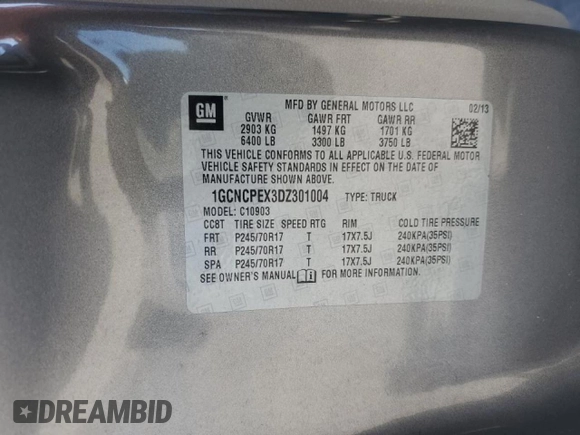 GM
MFD BY GENERAL MOTORS LLC 02/13
GVWR GAWR FRT GAWR RR
2903 KG 1497 KG 1701 KG
6400 LB 3300 LB 3750 LB
THIS VEHICLE CONFORMS TO ALL APPLICABLE U.S. FEDERAL MOTOR
VEHICLE SAFETY STANDARDS IN EFFECT ON THE DATE OF
MANUFACTURE SHOWN ABOVE.
1GCNCPEX3DZ301004 TYPE: TRUCK
MODEL: C10903
CC8T TIRE SIZE SPEED RTG RIM COLD TIRE PRESSURE
FRT P245/70R17 T 17X7.5J 240KPA(35PSI)
RR P245/70R17 T 17X7.5J 240KPA(35PSI)
SPA P245/70R17 T 17X7.5J 240KPA(35PSI)
SEE OWNER'S MANUAL FOR MORE INFORMATION.
DREAMBID